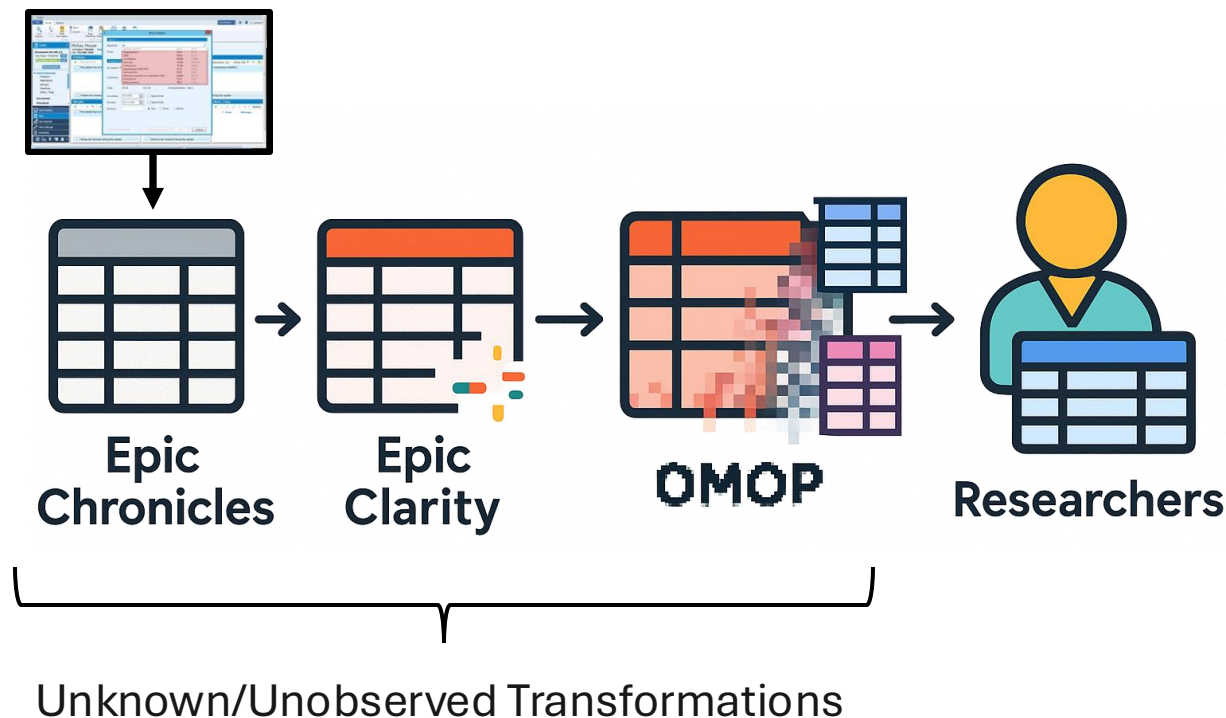 Epic
Chronicles
Epic
Clarity
OMOP
Researchers
Unknown/Unobserved Transformations